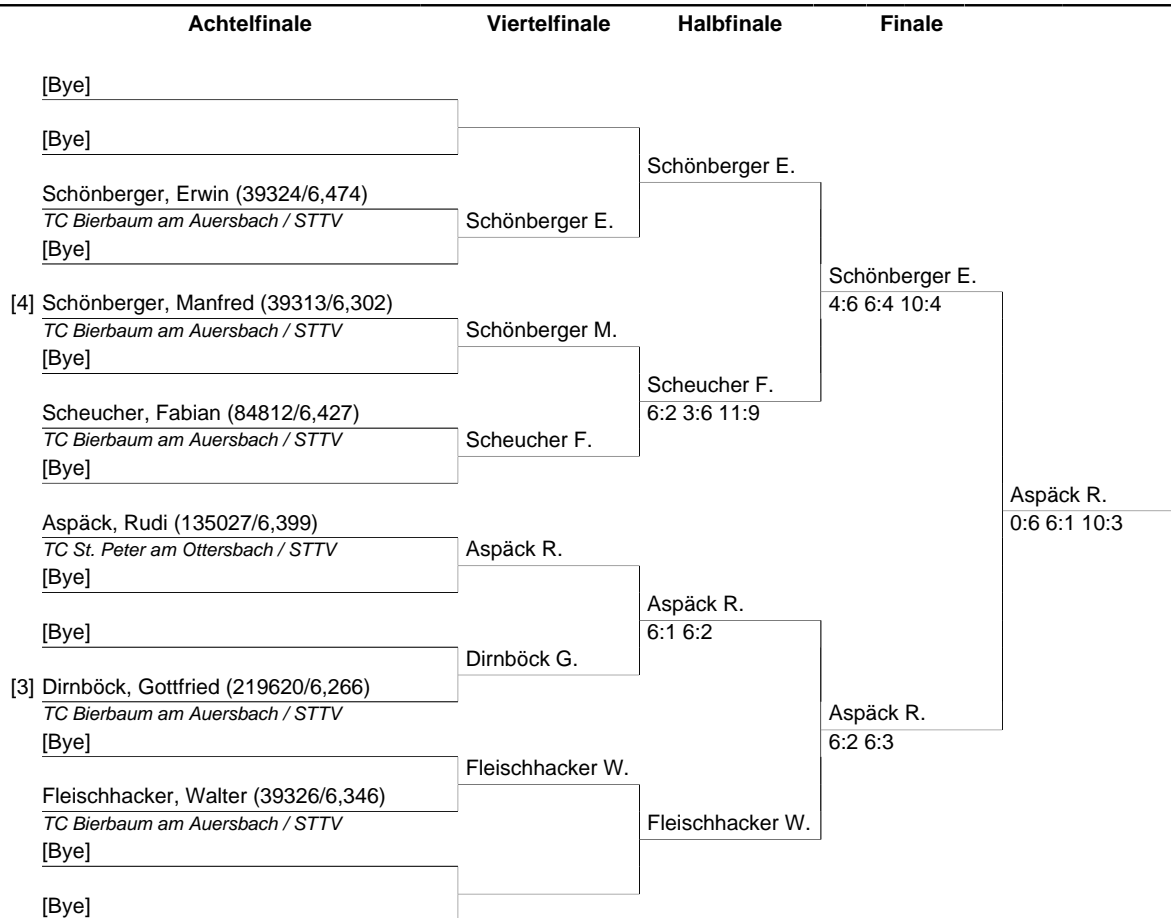 Achtelfinale Viertelfinale Halbfinale Finale
[Bye]
[Bye]
Schönberger E.
Schönberger, Erwin (39324/6,474)
TC Bierbaum am Auersbach / STTV Schönberger E.
[Bye]
Schönberger E.
[4] Schönberger, Manfred (39313/6,302) 4:6 6:4 10:4
TC Bierbaum am Auersbach / STTV Schönberger M.
[Bye]
Scheucher F.
Scheucher, Fabian (84812/6,427) 6:2 3:6 11:9
TC Bierbaum am Auersbach / STTV Scheucher F.
[Bye]
Aspäck R.
Aspäck, Rudi (135027/6,399) 0:6 6:1 10:3
TC St. Peter am Ottersbach / STTV Aspäck R.
[Bye]
Aspäck R.
[Bye] 6:1 6:2
Dirnböck G.
[3] Dirnböck, Gottfried (219620/6,266)
TC Bierbaum am Auersbach / STTV Aspäck R.
[Bye] 6:2 6:3
Fleischhacker W.
Fleischhacker, Walter (39326/6,346)
TC Bierbaum am Auersbach / STTV Fleischhacker W.
[Bye]
[Bye]